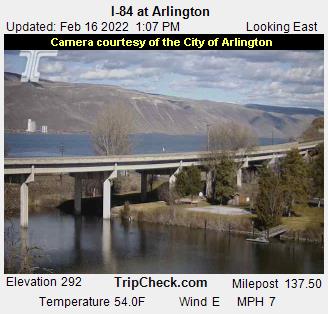 I-84 at Arlington
Updated: Feb 16 2022 1:07 PM Looking East
Camera courtesy of the City of Arlington
Elevation 292 TripCheck.com Milepost 137.50
Temperature 54.0F Wind E MPH 7